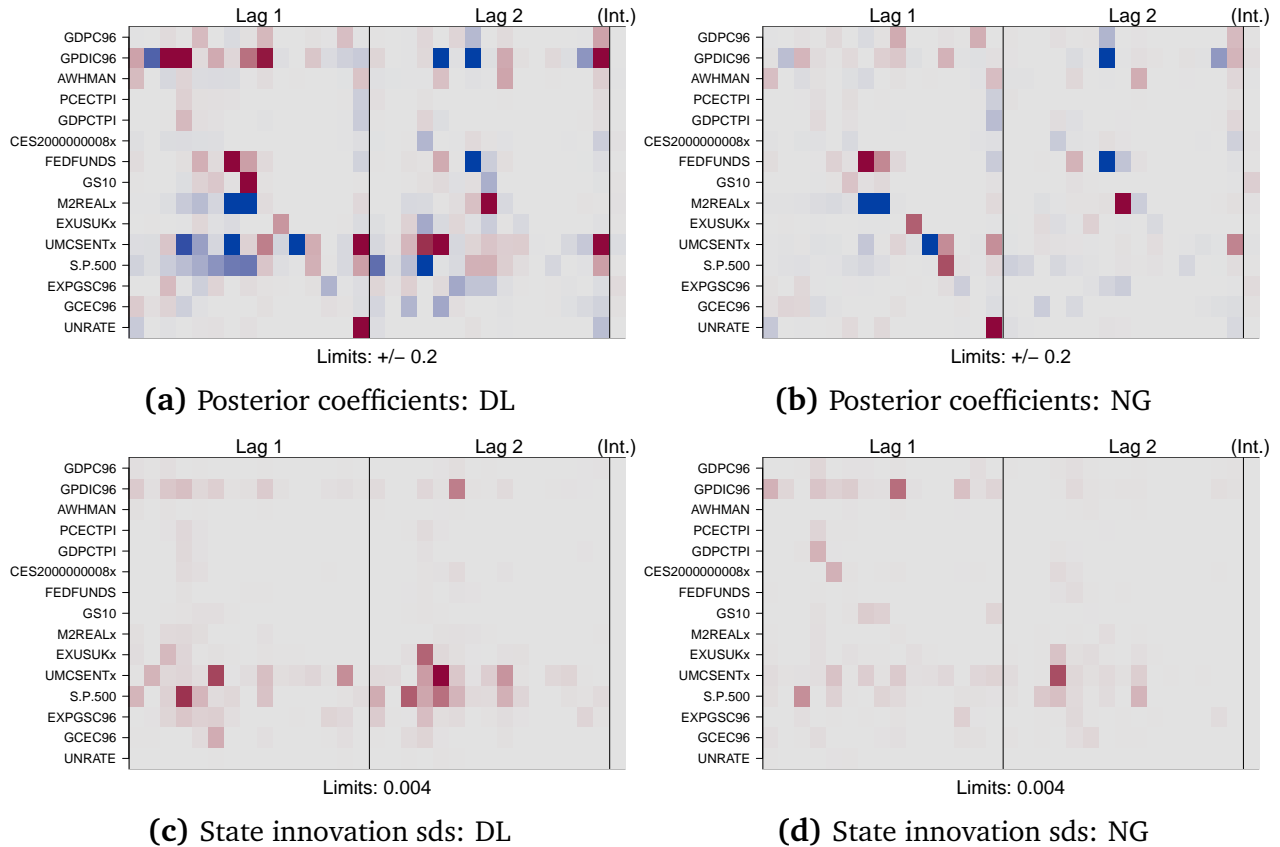 Lag 1 Lag 2 (Int.)
GDPC96
GPDIC96
AWHMAN
PCECTPI
GDPCTPI
CES2000000008x
FEDFUNDS
GS10
M2REALx
EXUSUKx
UMCSENTx
S.P.500
EXPGSC96
GCEC96
UNRATE
Limits: +/− 0.2
(a) Posterior coefficients: DL
Lag 1 Lag 2 (Int.)
GDPC96
GPDIC96
AWHMAN
PCECTPI
GDPCTPI
CES2000000008x
FEDFUNDS
GS10
M2REALx
EXUSUKx
UMCSENTx
S.P.500
EXPGSC96
GCEC96
UNRATE
Limits: +/− 0.2
(b) Posterior coefficients: NG
Lag 1 Lag 2 (Int.)
GDPC96
GPDIC96
AWHMAN
PCECTPI
GDPCTPI
CES2000000008x
FEDFUNDS
GS10
M2REALx
EXUSUKx
UMCSENTx
S.P.500
EXPGSC96
GCEC96
UNRATE
Limits: 0.004
(c) State innovation sds: DL
Lag 1 Lag 2 (Int.)
GDPC96
GPDIC96
AWHMAN
PCECTPI
GDPCTPI
CES2000000008x
FEDFUNDS
GS10
M2REALx
EXUSUKx
UMCSENTx
S.P.500
EXPGSC96
GCEC96
UNRATE
Limits: 0.004
(d) State innovation sds: NG